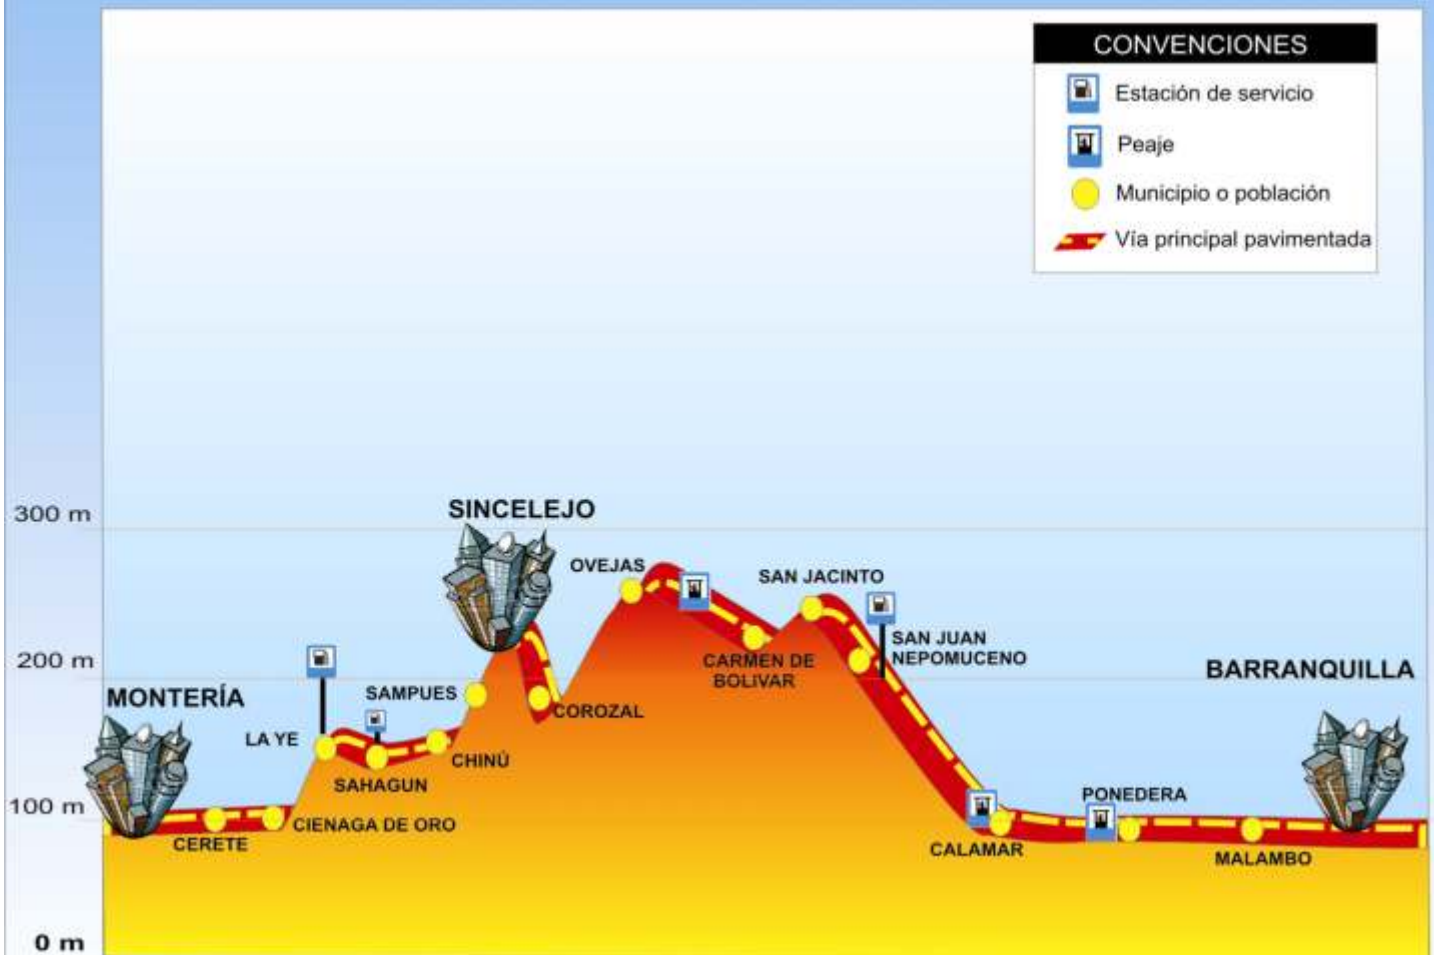 CONVENCIONES
Estación de servicio
Peaje
Municipio o población
Vía principal pavimentada
300 m
SINCELEJO
OVEJAS
SAN JACINTO
SAN JUAN
NEPOMUCENO
200 m
CARMEN DE
BOLIVAR
BARRANQUILLA
MONTERÍA
SAMPUES
COROZAL
LA YE
CHINÚ
SAHAGUN
100 m
PONEDERA
CIENAGA DE ORO
CERETE
CALAMAR
MALAMBO
0 m